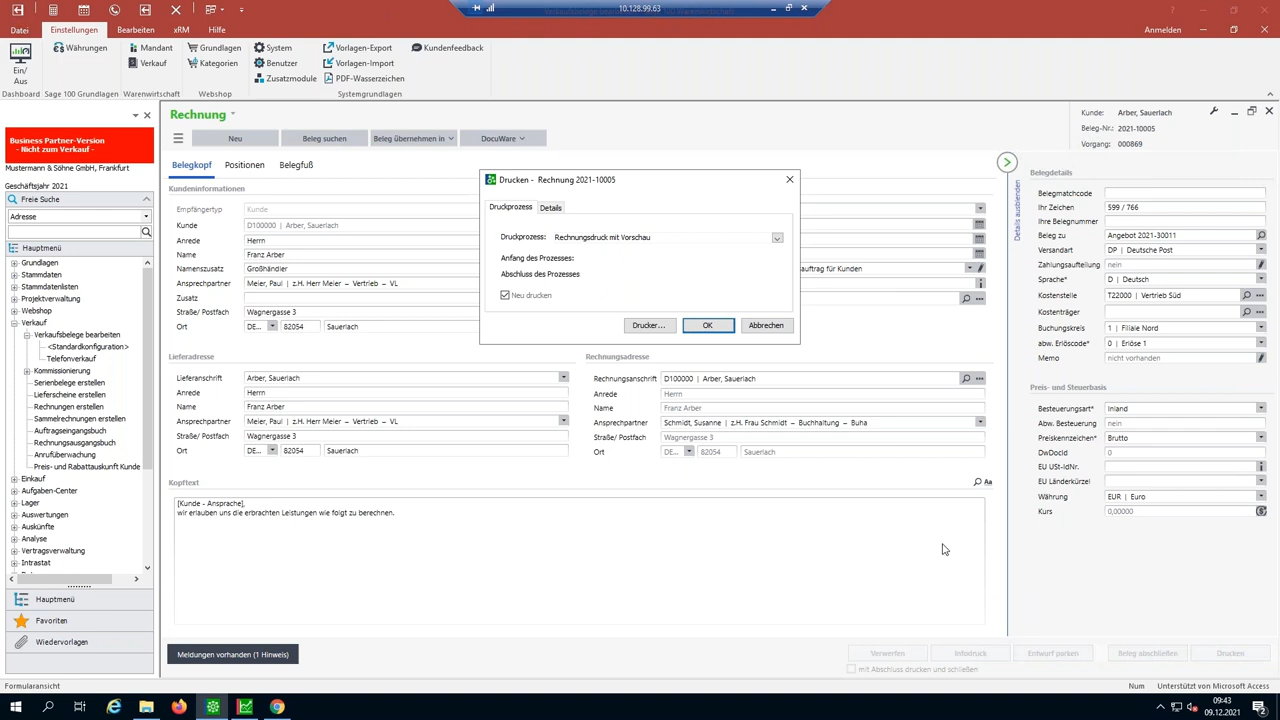 10.128.99.63
Datei Einstellungen Bearbeiten xRM Hilfe
Anmelden
Ein/
Aus
Währungen
Mandant
Verkauf
Grundlagen
Kategorien
System
Benutzer
Zusatzmodule
Vorlagen-Export
Vorlagen-Import
PDF-Wasserzeichen
Kundenfeedback
Dashboard Sage 100 Grundlagen Warenwirtschaft Webshop Systemgrundlagen
Business Partner-Version
- Nicht zum Verkauf -
Mustermann & Söhne GmbH, Frankfurt
Geschäftsjahr 2021
Freie Suche
Adresse
Hauptmenü
Grundlagen
Stammdaten
Stammdatenlisten
Projektverwaltung
Webshop
Verkauf
Verkaufsbelege bearbeiten
<Standardkonfiguration>
Telefonverkauf
Kommissionierung
Serienbelege erstellen
Lieferscheine erstellen
Rechnungen erstellen
Sammelrechnungen erstellen
Auftragseingangsbuch
Rechnungsausgangsbuch
Anrufüberwachung
Preis- und Rabattauskunft Kunde
Einkauf
Aufgaben-Center
Lager
Auswertungen
Auskünfte
Analyse
Vertragsverwaltung
Intrastat
Hauptmenü
Favoriten
Wiedervorlagen
Rechnung
Kunde: Arber, Sauerlach
Beleg-Nr.: 2021-10005
Vorgang: 000869
Neu Beleg suchen Beleg übernehmen in DocuWare
Belegkopf Positionen Belegfuß
Kundeninformationen
Empfängertyp Kunde
Kunde D100000 | Arber, Sauerlach
Anrede Herrn
Name Franz Arber
Namenszusatz Großhändler
auftrag für Kunden
Ansprechpartner Meier, Paul | z.H. Herr Meier – Vertrieb – VL
Zusatz
Straße/ Postfach Wagnergasse 3
Ort DE... 82054 Sauerlach
Drucken - Rechnung 2021-10005
Druckprozess Details
Druckprozess: Rechnungsdruck mit Vorschau
Anfang des Prozesses:
Abschluss des Prozesses
Neu drucken
Drucker... OK Abbrechen
Lieferadresse
Lieferanschrift Arber, Sauerlach
Anrede Herrn
Name Franz Arber
Ansprechpartner Meier, Paul | z.H. Herr Meier – Vertrieb – VL
Straße/ Postfach Wagnergasse 3
Ort DE... 82054 Sauerlach
Rechnungsadresse
Rechnungsanschrift D100000 | Arber, Sauerlach
Anrede Herrn
Name Franz Arber
Ansprechpartner Schmidt, Susanne | z.H. Frau Schmidt – Buchhaltung – Buha
Straße/ Postfach Wagnergasse 3
Ort DE... 82054 Sauerlach
Kopftext
Aa
[Kunde - Ansprache],
wir erlauben uns die erbrachten Leistungen wie folgt zu berechnen.
Details ausblenden
Belegdetails
Belegmatchcode
Ihr Zeichen 599 / 766
Ihre Belegnummer
Beleg zu Angebot 2021-30011
Versandart DP | Deutsche Post
Zahlungsaufteilung nein
Sprache* D | Deutsch
Kostenstelle T22000 | Vertrieb Süd
Kostenträger
Buchungskreis 1 | Filiale Nord
abw. Erlöscode* 0 | Erlöse 1
Memo nicht vorhanden
Preis- und Steuerbasis
Besteuerungsart* Inland
Abw. Besteuerung nein
Preiskennzeichen* Brutto
DwDocId 0
EU USt-IdNr.
EU Länderkürzel
Währung EUR | Euro
Kurs 0,00000
Meldungen vorhanden (1 Hinweis)
Verwerfen Infodruck Entwurf parken Beleg abschließen Drucken
mit Abschluss drucken und schließen
Formularansicht
Num Unterstützt von Microsoft Access
09:43
09.12.2021
2